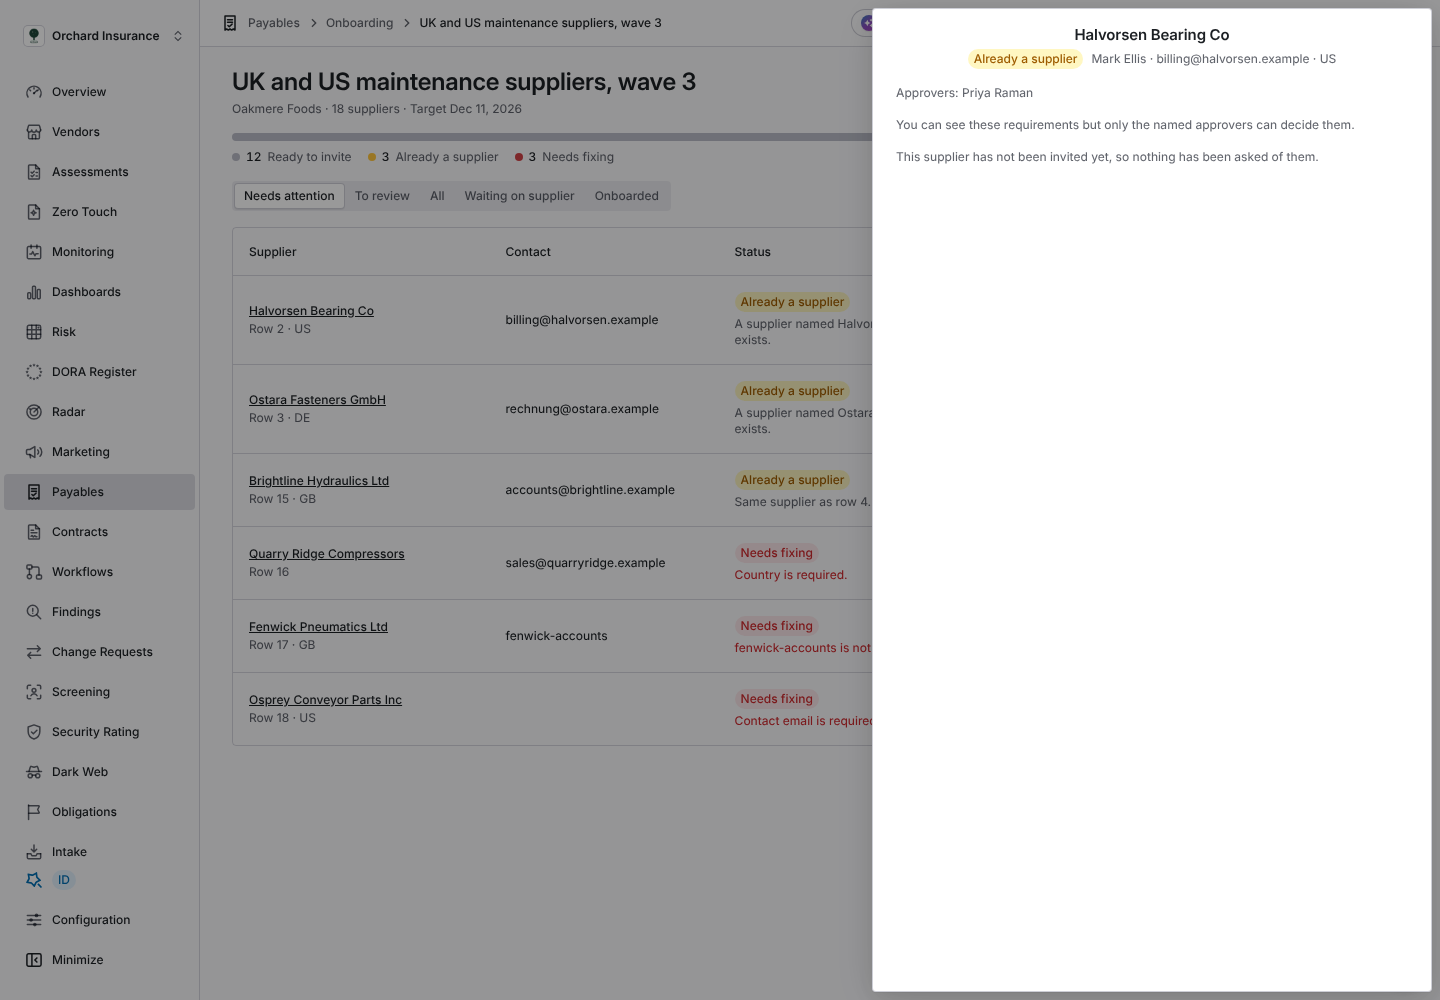 Orchard Insurance
Overview
Vendors
Assessments
Zero Touch
Monitoring
Dashboards
Risk
DORA Register
Radar
Marketing
Payables
Contracts
Workflows
Findings
Change Requests
Screening
Security Rating
Dark Web
Obligations
Intake
ID
Configuration
Minimize
Payables > Onboarding > UK and US maintenance suppliers, wave 3
UK and US maintenance suppliers, wave 3
Oakmere Foods · 18 suppliers · Target Dec 11, 2026
12 Ready to invite 3 Already a supplier 3 Needs fixing
Needs attention To review All Waiting on supplier Onboarded
Supplier Contact Status
Halvorsen Bearing Co
Row 2 · US
billing@halvorsen.example
Already a supplier
A supplier named Halvor
exists.
Ostara Fasteners GmbH
Row 3 · DE
rechnung@ostara.example
Already a supplier
A supplier named Ostara
exists.
Brightline Hydraulics Ltd
Row 15 · GB
accounts@brightline.example
Already a supplier
Same supplier as row 4.
Quarry Ridge Compressors
Row 16
sales@quarryridge.example
Needs fixing
Country is required.
Fenwick Pneumatics Ltd
Row 17 · GB
fenwick-accounts
Needs fixing
fenwick-accounts is not
Osprey Conveyor Parts Inc
Row 18 · US
Needs fixing
Contact email is required
Halvorsen Bearing Co
Already a supplier Mark Ellis · billing@halvorsen.example · US
Approvers: Priya Raman
You can see these requirements but only the named approvers can decide them.
This supplier has not been invited yet, so nothing has been asked of them.